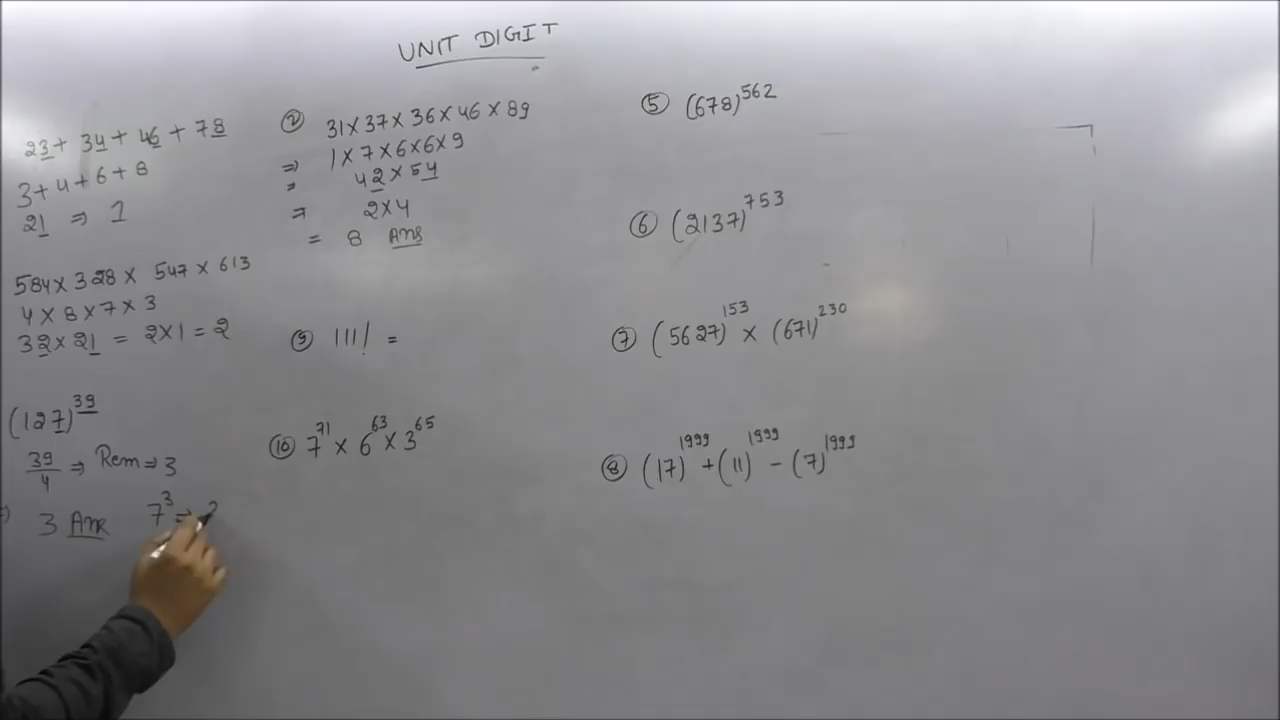 UNIT DIGIT
23 + 34 + 46 + 78
3 + 4 + 6 + 8
21 ⇒ 1
584 × 328 × 547 × 613
4 × 8 × 7 × 3
32 × 21 = 2 × 1 = 2
(127)^39
39/4 ⇒ Rem ⇒ 3
7^3 ⇒
⇒ 3 Ans
② 31 × 37 × 36 × 46 × 89
⇒ 1 × 7 × 6 × 6 × 9
= 42 × 54
= 2 × 4
= 8 Ans
⑨ 111! =
⑩ 7^71 × 6^63 × 3^65
⑤ (678)^562
⑥ (2137)^753
⑦ (5627)^153 × (671)^230
⑧ (17)^1999 + (11)^1999 - (7)^1999